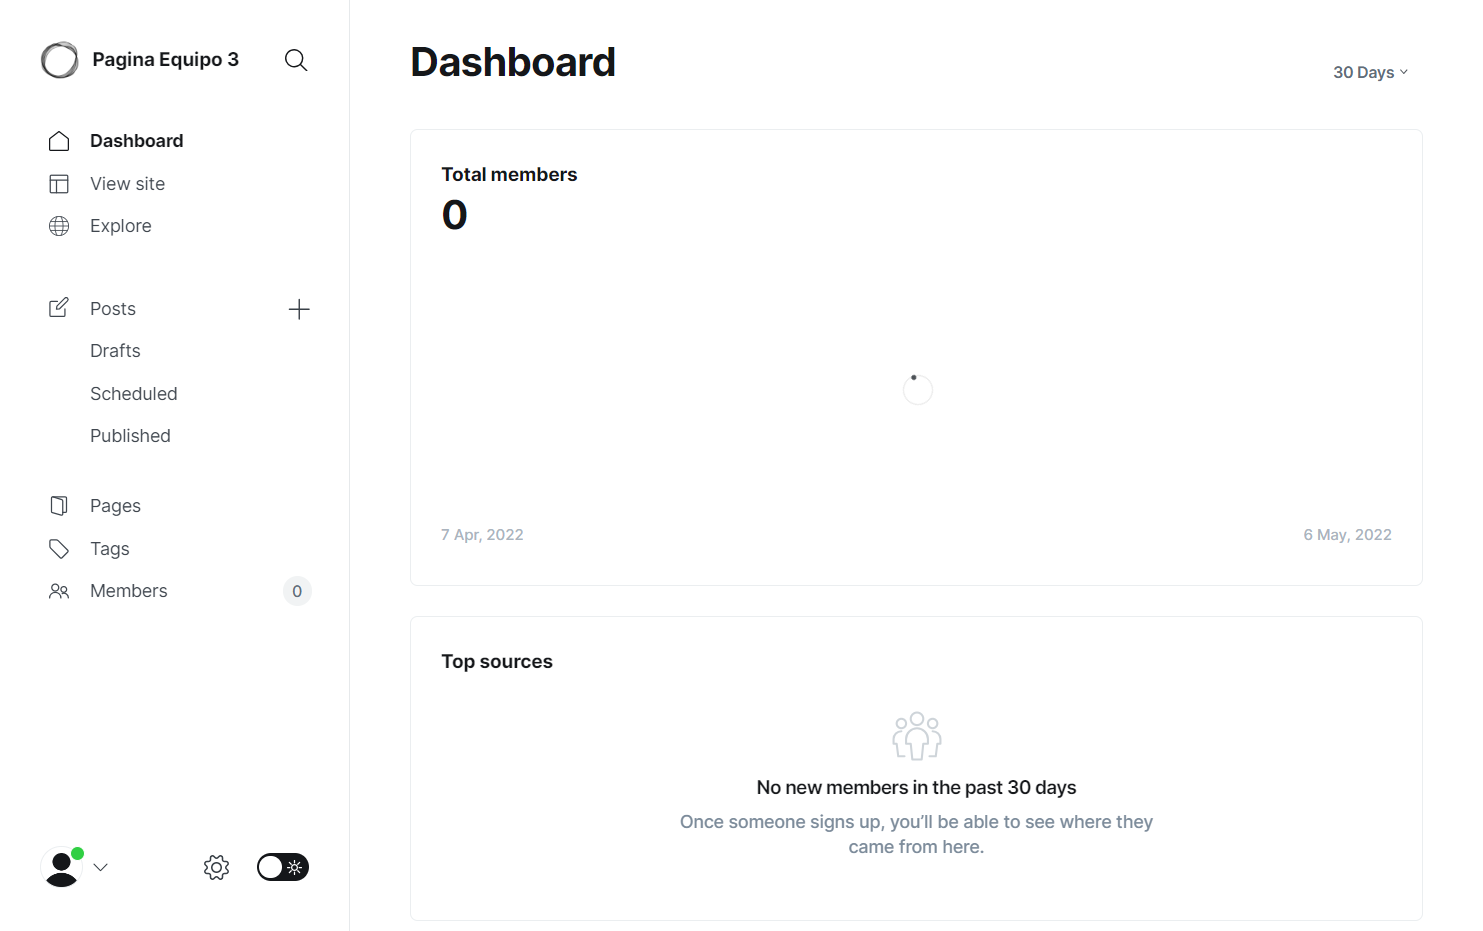 Pagina Equipo 3
Dashboard
View site
Explore
Posts
Drafts
Scheduled
Published
Pages
Tags
Members
0
Dashboard
30 Days
Total members
0
7 Apr, 2022
6 May, 2022
Top sources
No new members in the past 30 days
Once someone signs up, you’ll be able to see where they
came from here.